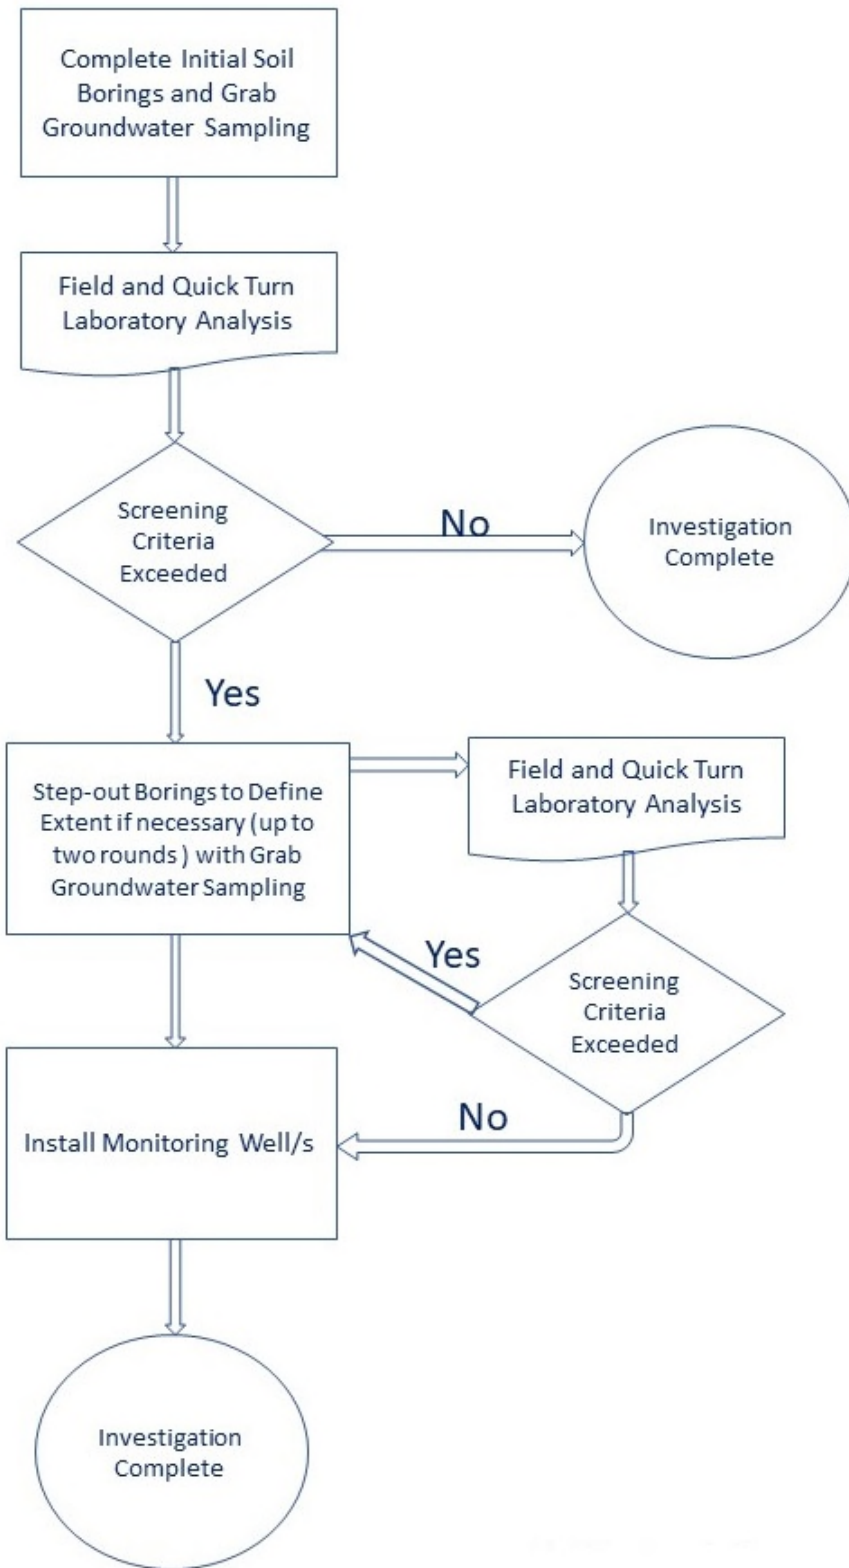 Complete Initial Soil
Borings and Grab
Groundwater Sampling
Field and Quick Turn
Laboratory Analysis
Screening
Criteria
Exceeded
No
Investigation
Complete
Yes
Step-out Borings to Define
Extent if necessary (up to
two rounds ) with Grab
Groundwater Sampling
Field and Quick Turn
Laboratory Analysis
Yes
Screening
Criteria
Exceeded
No
Install Monitoring Well/s
Investigation
Complete